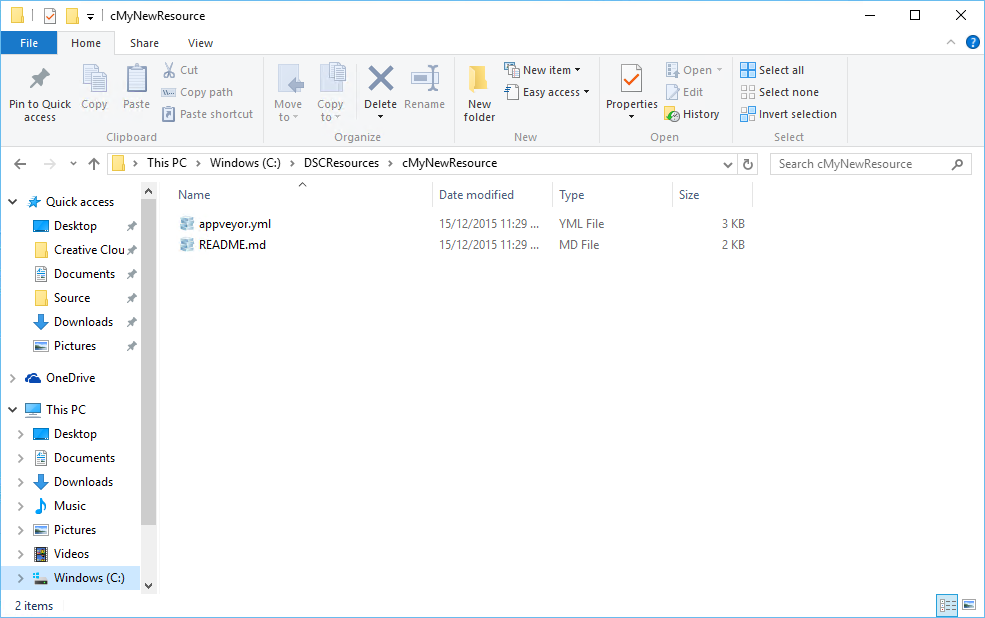 cMyNewResource
File Home Share View
Pin to Quick access
Copy
Paste
Cut
Copy path
Paste shortcut
Clipboard
Move to
Copy to
Delete
Rename
Organize
New folder
New item
Easy access
New
Properties
Open
Edit
History
Open
Select all
Select none
Invert selection
Select
This PC > Windows (C:) > DSCResources > cMyNewResource
Search cMyNewResource
Quick access
Desktop
Creative Clou
Documents
Source
Downloads
Pictures
OneDrive
This PC
Desktop
Documents
Downloads
Music
Pictures
Videos
Windows (C:)
Name Date modified Type Size
appveyor.yml 15/12/2015 11:29 ... YML File 3 KB
README.md 15/12/2015 11:29 ... MD File 2 KB
2 items